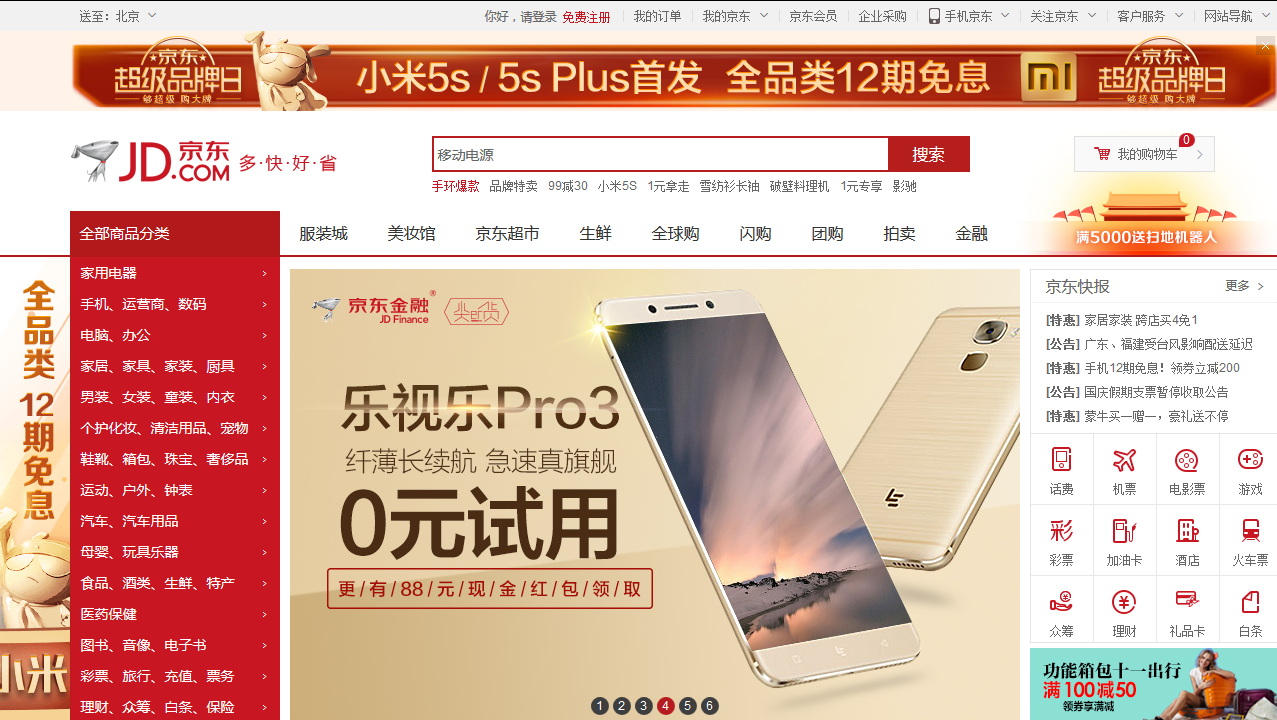 送至：北京
你好，请登录 免费注册 我的订单 我的京东 京东会员 企业采购 手机京东 关注京东 客户服务 网站导航
京东
超级品牌日
够超级 购大牌
小米5s / 5s Plus首发 全品类12期免息
京东
超级品牌日
够超级 购大牌
JD.COM 京东 多·快·好·省
移动电源 搜索
我的购物车 0 >
手环爆款 品牌特卖 99减30 小米5S 1元拿走 雪纺衫长袖 破壁料理机 1元专享 影驰
全部商品分类 服装城 美妆馆 京东超市 生鲜 全球购 闪购 团购 拍卖 金融
满5000送扫地机器人
全品类12期免息
小米
家用电器 >
手机、运营商、数码 >
电脑、办公 >
家居、家具、家装、厨具 >
男装、女装、童装、内衣 >
个护化妆、清洁用品、宠物 >
鞋靴、箱包、珠宝、奢侈品 >
运动、户外、钟表 >
汽车、汽车用品 >
母婴、玩具乐器 >
食品、酒类、生鲜、特产 >
医药保健 >
图书、音像、电子书 >
彩票、旅行、充值、票务 >
理财、众筹、白条、保险 >
京东金融®
JD Finance
尖叫货
乐视乐Pro3
纤薄长续航 急速真旗舰
0元试用
更/有/88/元/现/金/红/包/领/取
1 2 3 4 5 6
京东快报 更多 >
[特惠] 家居家装 跨店买4免1
[公告] 广东、福建受台风影响配送延迟
[特惠] 手机12期免息！领券立减200
[公告] 国庆假期支票暂停收取公告
[特惠] 蒙牛买一赠一，豪礼送不停
话费 机票 电影票 游戏
彩
彩票 加油卡 酒店 火车票
众筹 理财 礼品卡 白条
功能箱包十一出行
满100减50
领券享满减